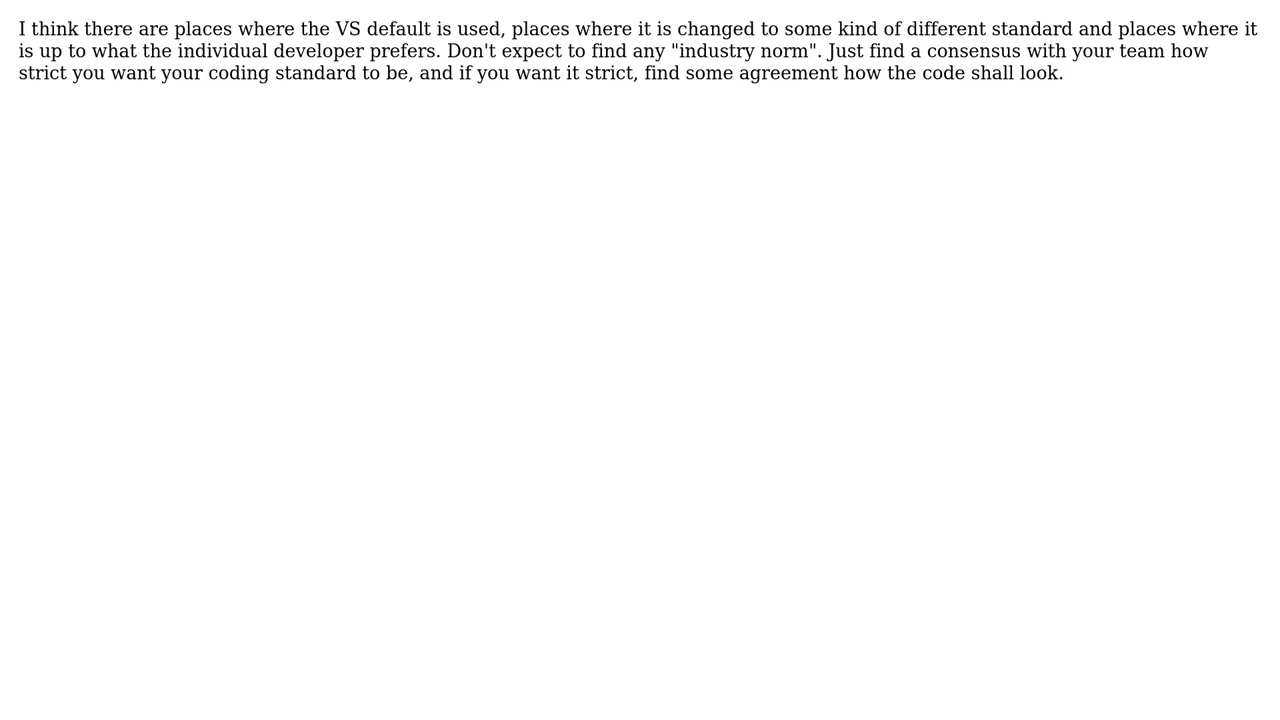 I think there are places where the VS default is used, places where it is changed to some kind of different standard and places where it
is up to what the individual developer prefers. Don't expect to find any "industry norm". Just find a consensus with your team how
strict you want your coding standard to be, and if you want it strict, find some agreement how the code shall look.